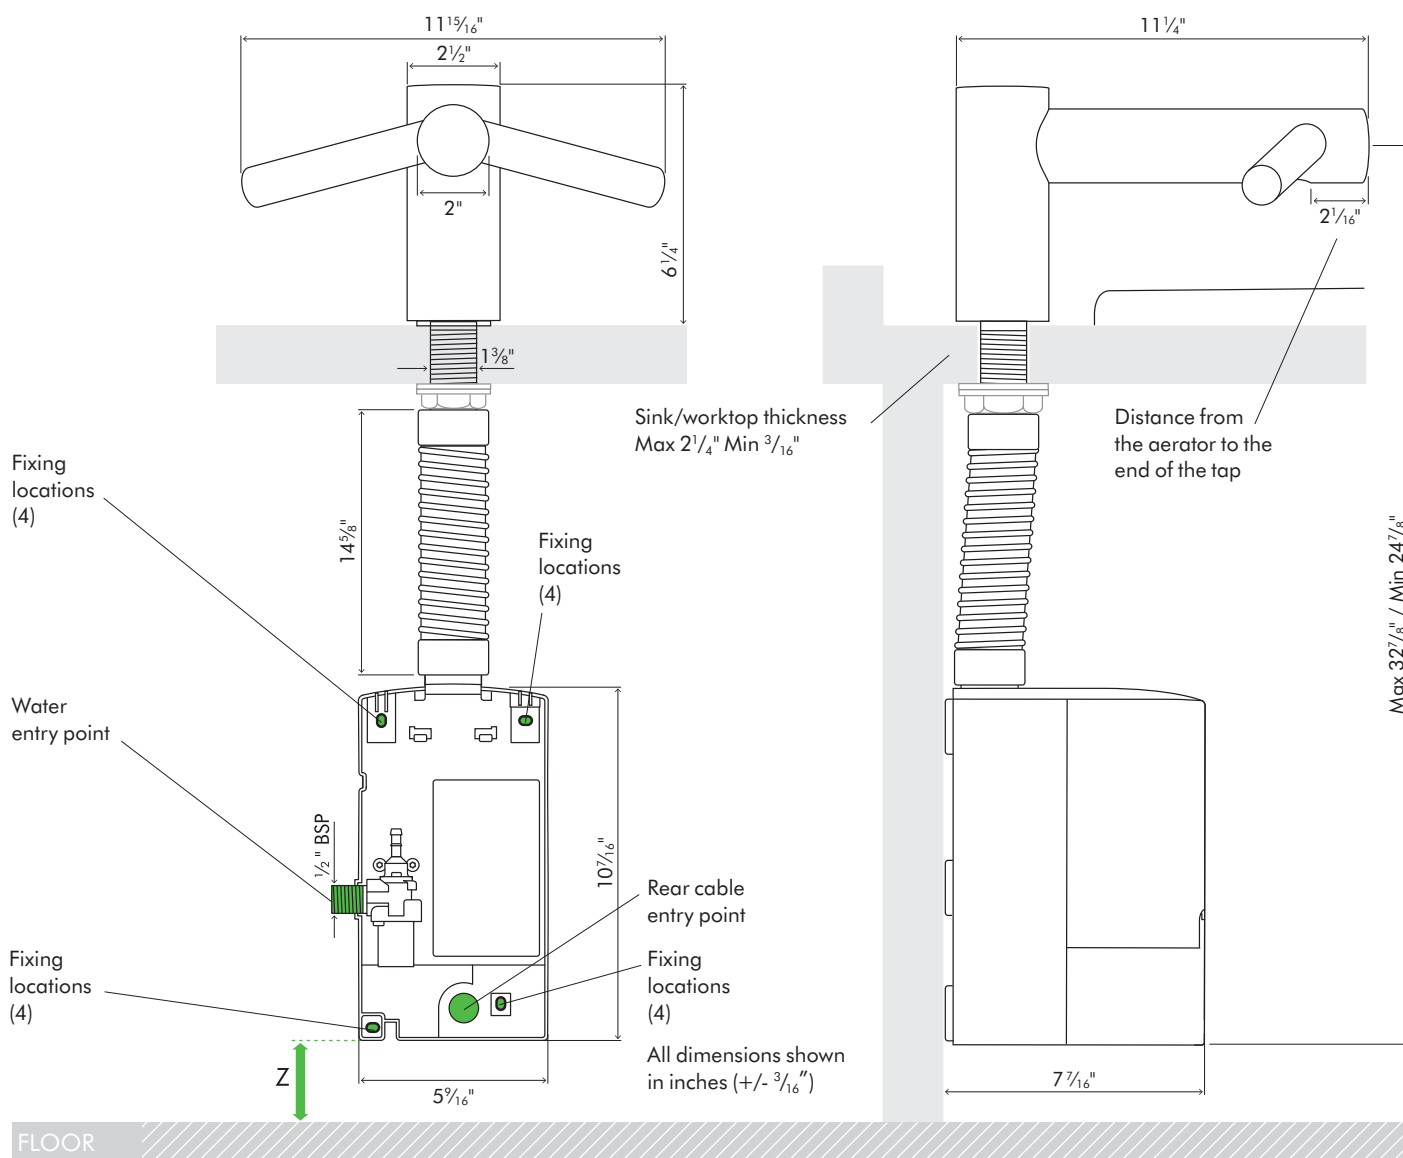 11 15/16"
2 1/2"
2"
6 1/4"
1 3/8"
11 1/4"
2 1/16"
Sink/worktop thickness
Max 2 1/4" Min 3/16"
Distance from
the aerator to the
end of the tap
Fixing
locations
(4)
14 5/8"
Fixing
locations
(4)
Max 32 7/8" / Min 24 7/8"
Water
entry point
1/2" BSP
10 7/16"
Rear cable
entry point
Fixing
locations
(4)
Fixing
locations
(4)
All dimensions shown
in inches (+/- 3/16")
Z
5 9/16"
7 7/16"
FLOOR